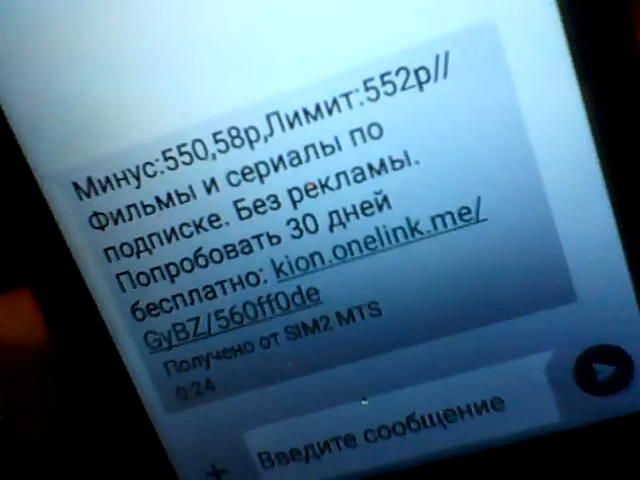 Минус:550,58р,Лимит:552р//
Фильмы и сериалы по
подписке. Без рекламы.
Попробовать 30 дней
бесплатно: kion.onelink.me/
GyBZ/560ff0de
Получено от SIM2 MTS
0:24
+ Введите сообщение